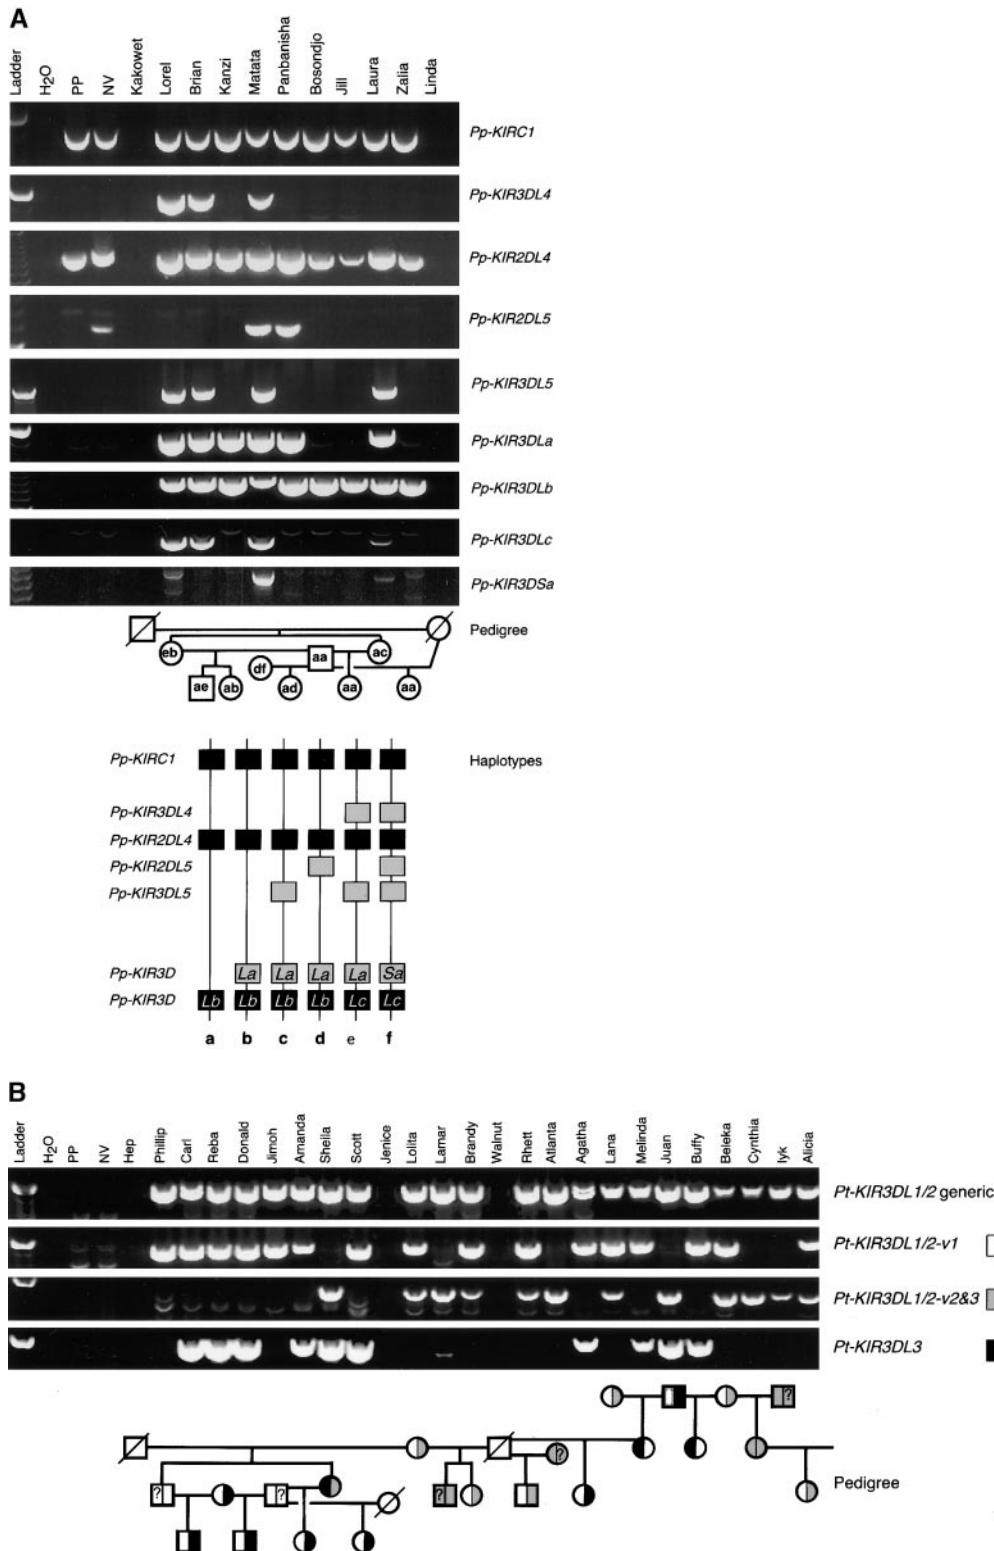 A
Ladder H2O PP NV Kakowet Lorel Brian Kanzi Matata Panbanisha Bosondjo Jill Laura Zalia Linda
Pp-KIRC1
Pp-KIR3DL4
Pp-KIR2DL4
Pp-KIR2DL5
Pp-KIR3DL5
Pp-KIR3DLa
Pp-KIR3DLb
Pp-KIR3DLc
Pp-KIR3DSa
Pedigree
eb aa ac
df
ae ab ad aa aa
Pp-KIRC1 Haplotypes
Pp-KIR3DL4
Pp-KIR2DL4
Pp-KIR2DL5
Pp-KIR3DL5
Pp-KIR3D La La La La Sa
Pp-KIR3D Lb Lb Lb Lb Lc Lc
a b c d e f
B
Ladder H2O PP NV Hep Phillip Carl Reba Donald Jimoh Amanda Sheila Scott Jenice Lolita Lamar Brandy Walnut Rhett Atlanta Agatha Lana Melinda Juan Buffy Beleka Cynthia Iyk Alicia
Pt-KIR3DL1/2 generic
Pt-KIR3DL1/2-v1
Pt-KIR3DL1/2-v2&3
Pt-KIR3DL3
?
?
Pedigree
? ? ?